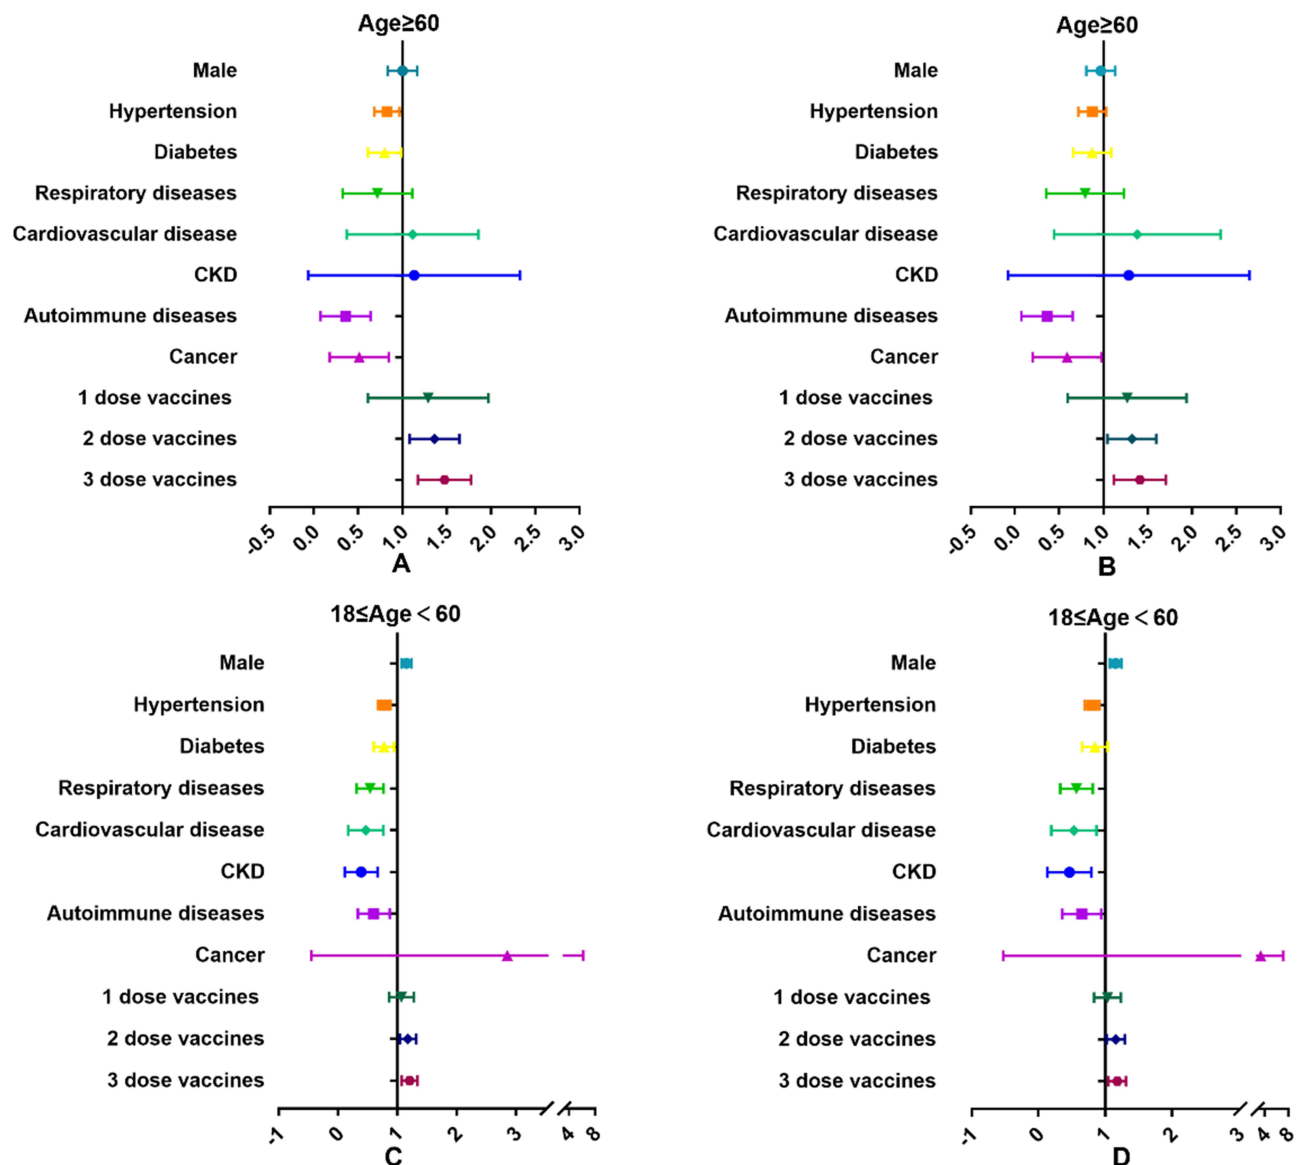 Age≥60
Male
Hypertension
Diabetes
Respiratory diseases
Cardiovascular disease
CKD
Autoimmune diseases
Cancer
1 dose vaccines
2 dose vaccines
3 dose vaccines
-0.5 0.0 0.5 1.0 1.5 2.0 2.5 3.0
A
Age≥60
Male
Hypertension
Diabetes
Respiratory diseases
Cardiovascular disease
CKD
Autoimmune diseases
Cancer
1 dose vaccines
2 dose vaccines
3 dose vaccines
-0.5 0.0 0.5 1.0 1.5 2.0 2.5 3.0
B
18≤Age<60
Male
Hypertension
Diabetes
Respiratory diseases
Cardiovascular disease
CKD
Autoimmune diseases
Cancer
1 dose vaccines
2 dose vaccines
3 dose vaccines
-1 0 1 2 3 4 8
C
18≤Age<60
Male
Hypertension
Diabetes
Respiratory diseases
Cardiovascular disease
CKD
Autoimmune diseases
Cancer
1 dose vaccines
2 dose vaccines
3 dose vaccines
-1 0 1 2 3 4 8
D